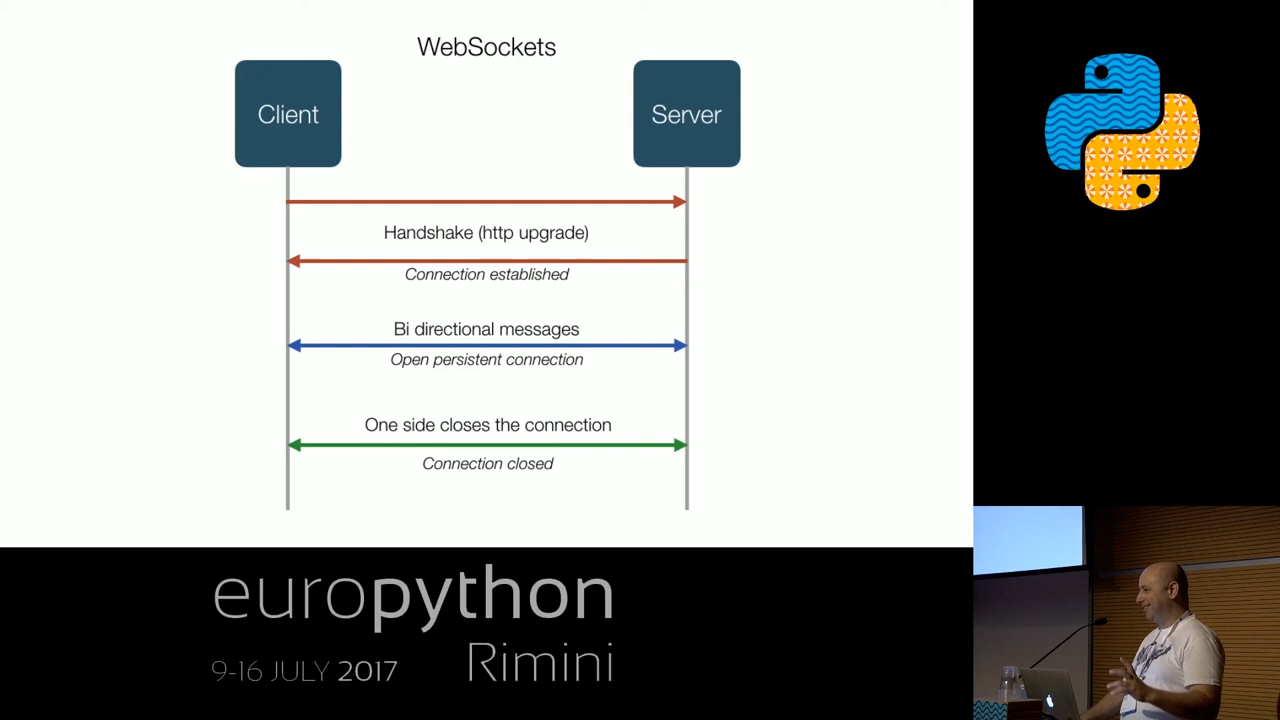 WebSockets
Client
Server
Handshake (http upgrade)
Connection established
Bi directional messages
Open persistent connection
One side closes the connection
Connection closed
europython
Rimini
9-16 JULY 2017